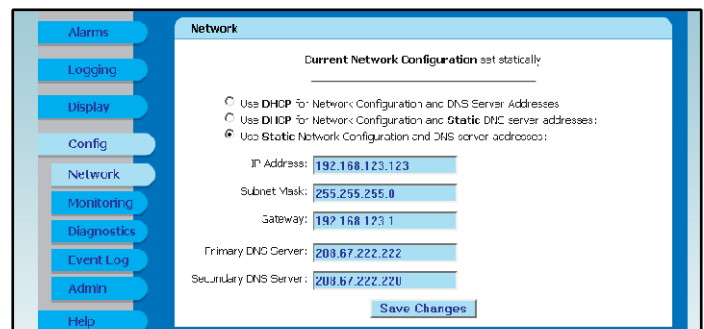 Alarms
Logging
Display
Config
Network
Monitoring
Diagnostics
Event Log
Admin
Help
Network
Current Network Configuration set statically
Use DHCP for Network Configuration and DNS Server Addresses
Use DHCP for Network Configuration and Static DNS server addresses:
Use Static Network Configuration and DNS server addresses:
IP Address: 192.168.123.123
Subnet Mask: 255.255.255.0
Gateway: 192.168.123.1
Primary DNS Server: 208.67.222.222
Secondary DNS Server: 208.67.222.220
Save Changes